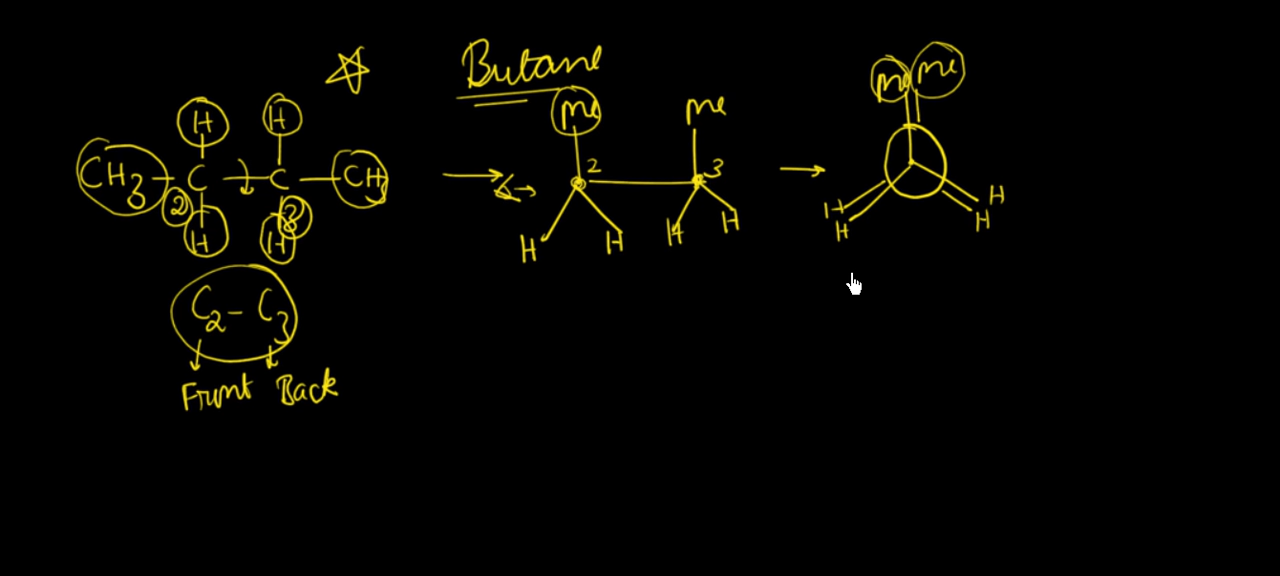 Butane
H H
CH3 - C - C - CH3
2 3
H H
C2 - C3
Front Back
Me Me
2 3
H H H H
Me Me
H H
H H